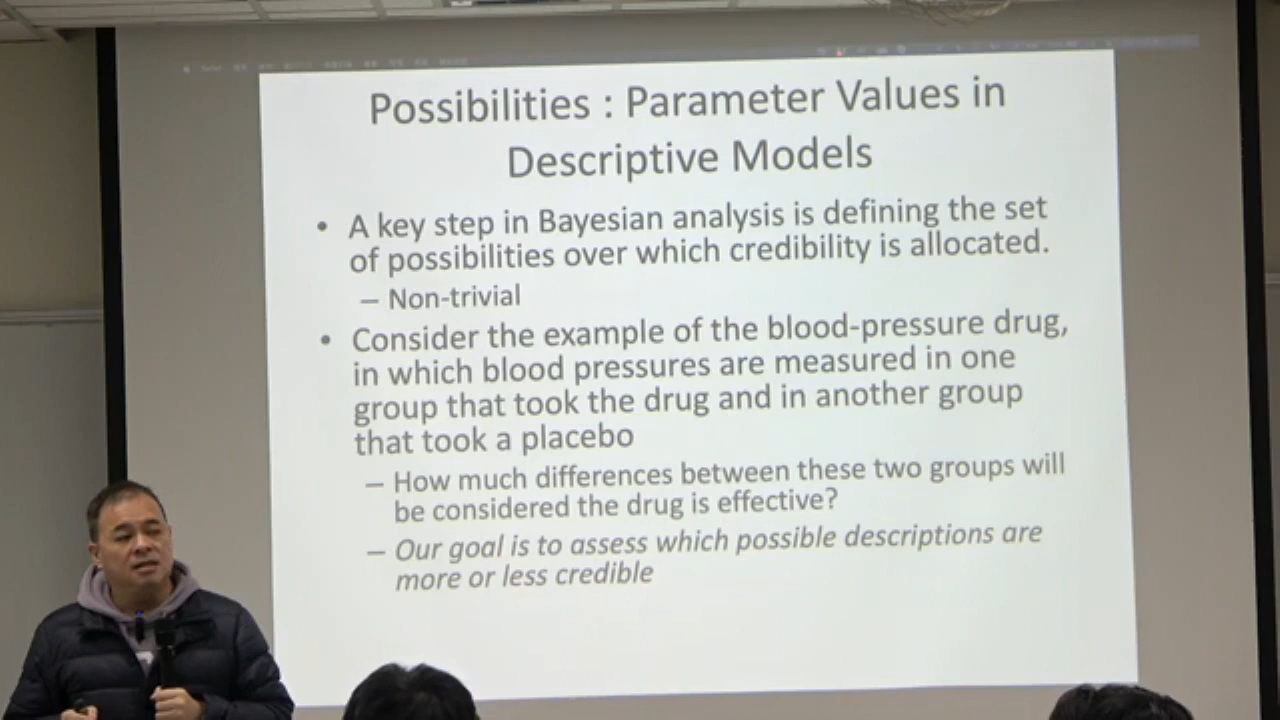 Possibilities : Parameter Values in
Descriptive Models
• A key step in Bayesian analysis is defining the set
of possibilities over which credibility is allocated.
– Non-trivial
• Consider the example of the blood-pressure drug,
in which blood pressures are measured in one
group that took the drug and in another group
that took a placebo
– How much differences between these two groups will
be considered the drug is effective?
– Our goal is to assess which possible descriptions are
more or less credible